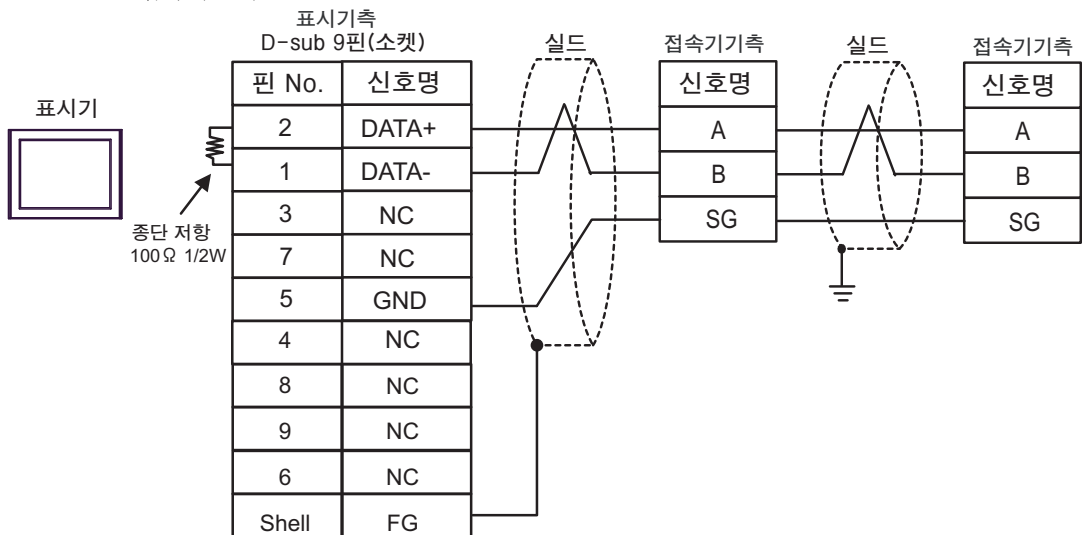 표시기측
D-sub 9핀(소켓)
실드
접속기기측
실드
접속기기측
표시기
핀 No. 신호명
신호명
신호명
2 DATA+
A
A
1 DATA-
B
B
3 NC
SG
SG
종단 저항
100Ω 1/2W
7 NC
5 GND
4 NC
8 NC
9 NC
6 NC
Shell FG